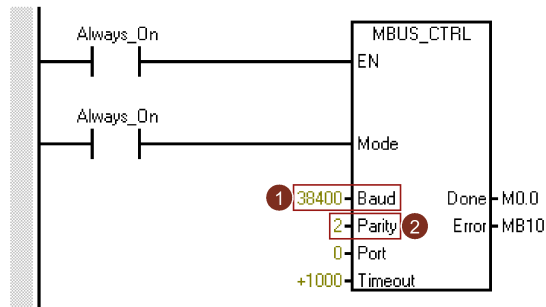 Always_On
MBUS_CTRL
EN
Always_On
Mode
1 38400 Baud Done M0.0
2 Parity 2 Error MB10
0 Port
+1000 Timeout